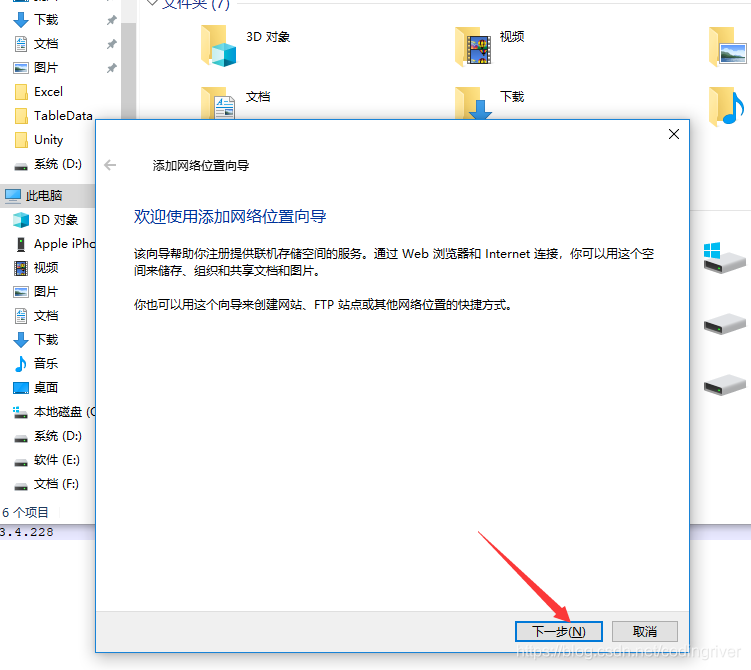 文件夹 (7)
下载
文档
图片
Excel
TableData
Unity
系统 (D:)
此电脑
3D 对象
Apple iPho
视频
图片
文档
下载
音乐
桌面
本地磁盘 (C
系统 (D:)
软件 (E:)
文档 (F:)
6 个项目
3.4.228
3D 对象
视频
文档
下载
添加网络位置向导
欢迎使用添加网络位置向导
该向导帮助你注册提供联机存储空间的服务。通过 Web 浏览器和 Internet 连接，你可以用这个空
间来储存、组织和共享文档和图片。
你也可以用这个向导来创建网站、FTP 站点或其他网络位置的快捷方式。
下一步(N)
取消
https://blog.csdn.net/codingriver